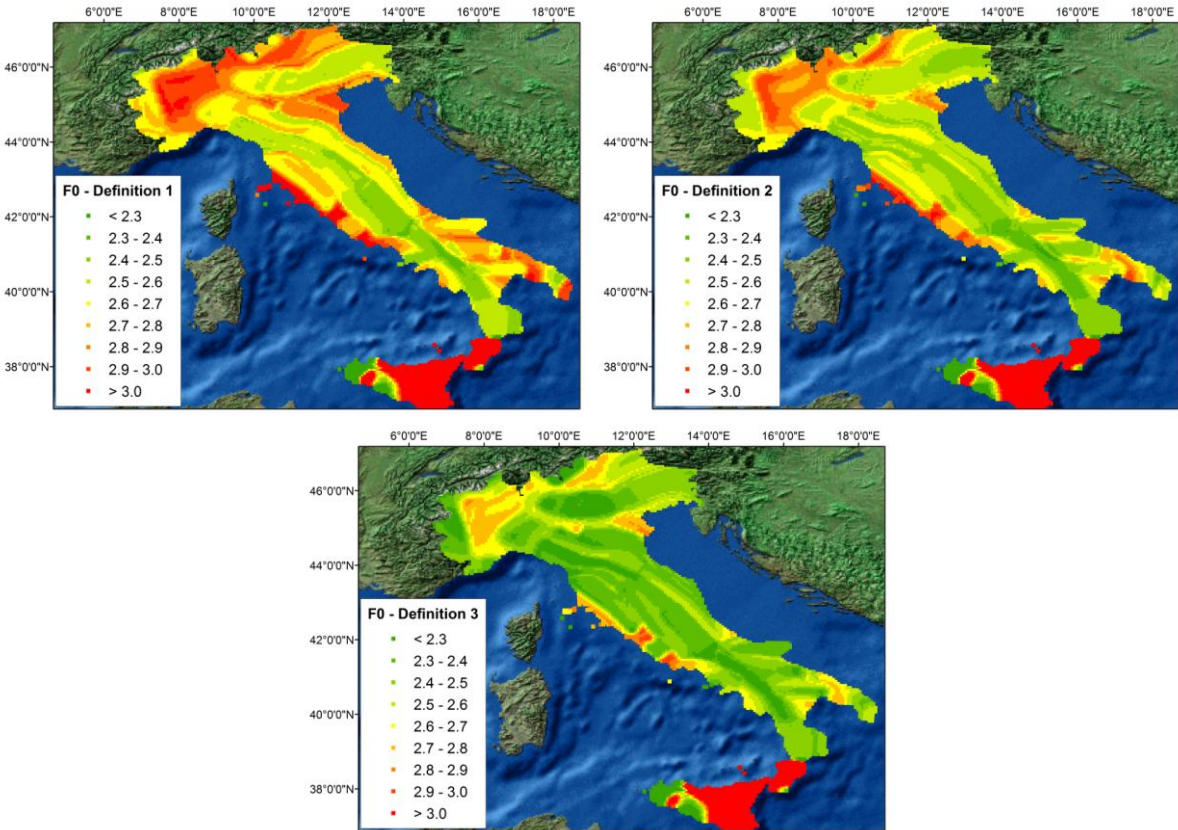 6°0'0"E 8°0'0"E 10°0'0"E 12°0'0"E 14°0'0"E 16°0'0"E 18°0'0"E
46°0'0"N
44°0'0"N
42°0'0"N
40°0'0"N
38°0'0"N
F0 - Definition 1
< 2.3
2.3 - 2.4
2.4 - 2.5
2.5 - 2.6
2.6 - 2.7
2.7 - 2.8
2.8 - 2.9
2.9 - 3.0
> 3.0
6°0'0"E 8°0'0"E 10°0'0"E 12°0'0"E 14°0'0"E 16°0'0"E 18°0'0"E
46°0'0"N
44°0'0"N
42°0'0"N
40°0'0"N
38°0'0"N
F0 - Definition 2
< 2.3
2.3 - 2.4
2.4 - 2.5
2.5 - 2.6
2.6 - 2.7
2.7 - 2.8
2.8 - 2.9
2.9 - 3.0
> 3.0
6°0'0"E 8°0'0"E 10°0'0"E 12°0'0"E 14°0'0"E 16°0'0"E 18°0'0"E
46°0'0"N
44°0'0"N
42°0'0"N
40°0'0"N
38°0'0"N
F0 - Definition 3
< 2.3
2.3 - 2.4
2.4 - 2.5
2.5 - 2.6
2.6 - 2.7
2.7 - 2.8
2.8 - 2.9
2.9 - 3.0
> 3.0